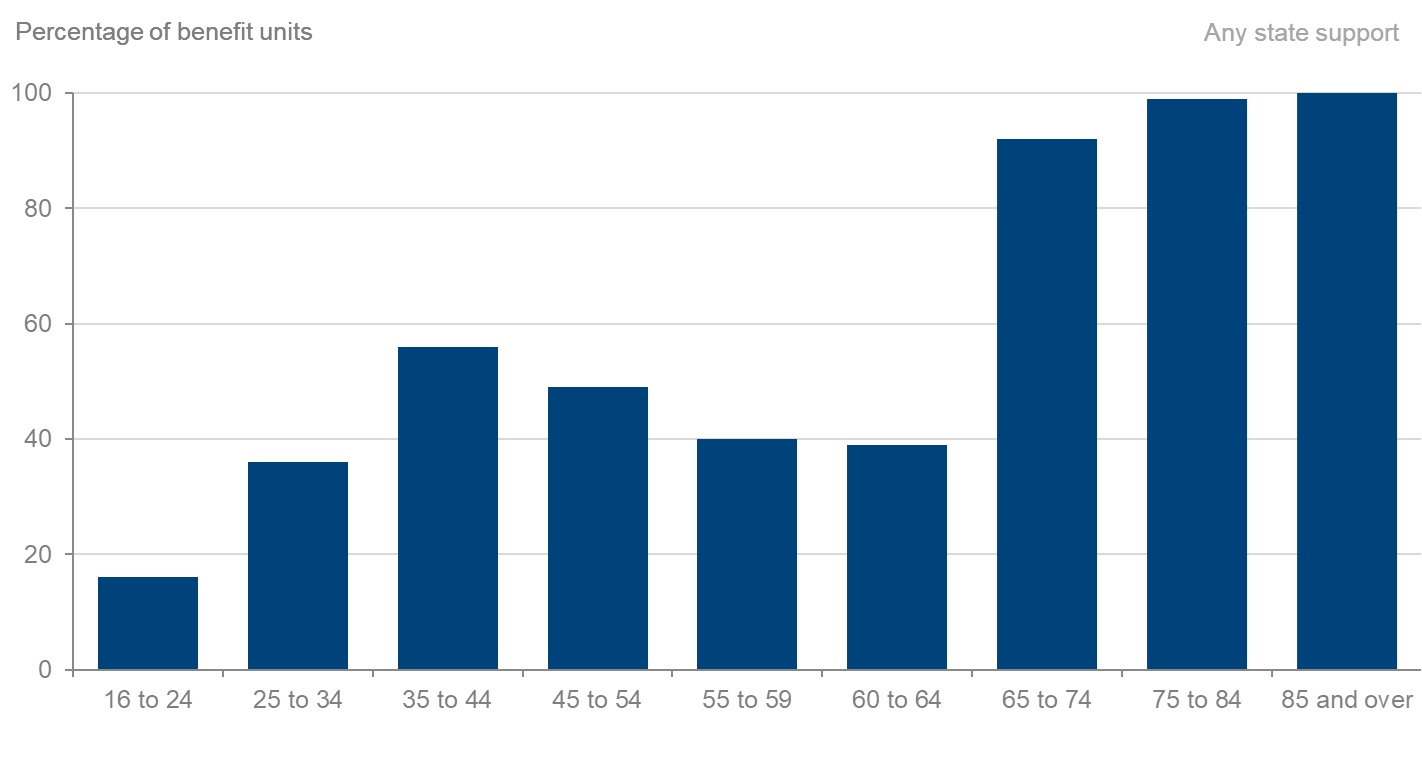 Percentage of benefit units
Any state support
100
80
60
40
20
0
16 to 24
25 to 34
35 to 44
45 to 54
55 to 59
60 to 64
65 to 74
75 to 84
85 and over